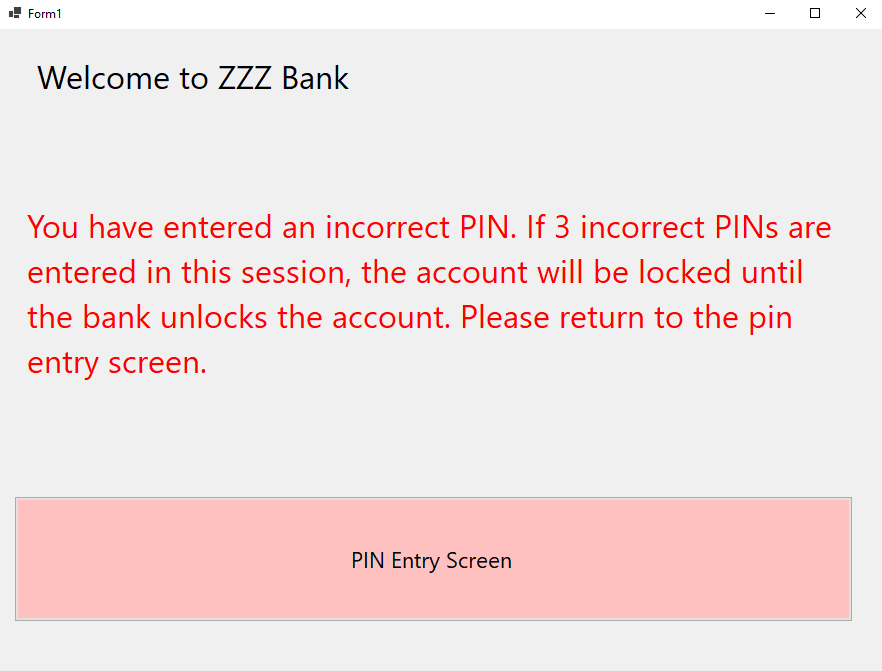 Form1
Welcome to ZZZ Bank
You have entered an incorrect PIN. If 3 incorrect PINs are
entered in this session, the account will be locked until
the bank unlocks the account. Please return to the pin
entry screen.
PIN Entry Screen